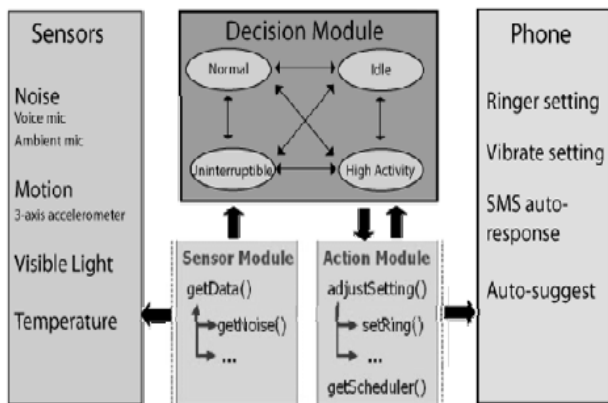 Sensors
Noise
Voice mic
Ambient mic
Motion
3-axis accelerometer
Visible Light
Temperature
Decision Module
Normal
Idle
Uninterruptible
High Activity
Sensor Module
getData()
getNoise()
...
Action Module
adjustSetting()
setRing()
...
getScheduler()
Phone
Ringer setting
Vibrate setting
SMS auto-
response
Auto-suggest